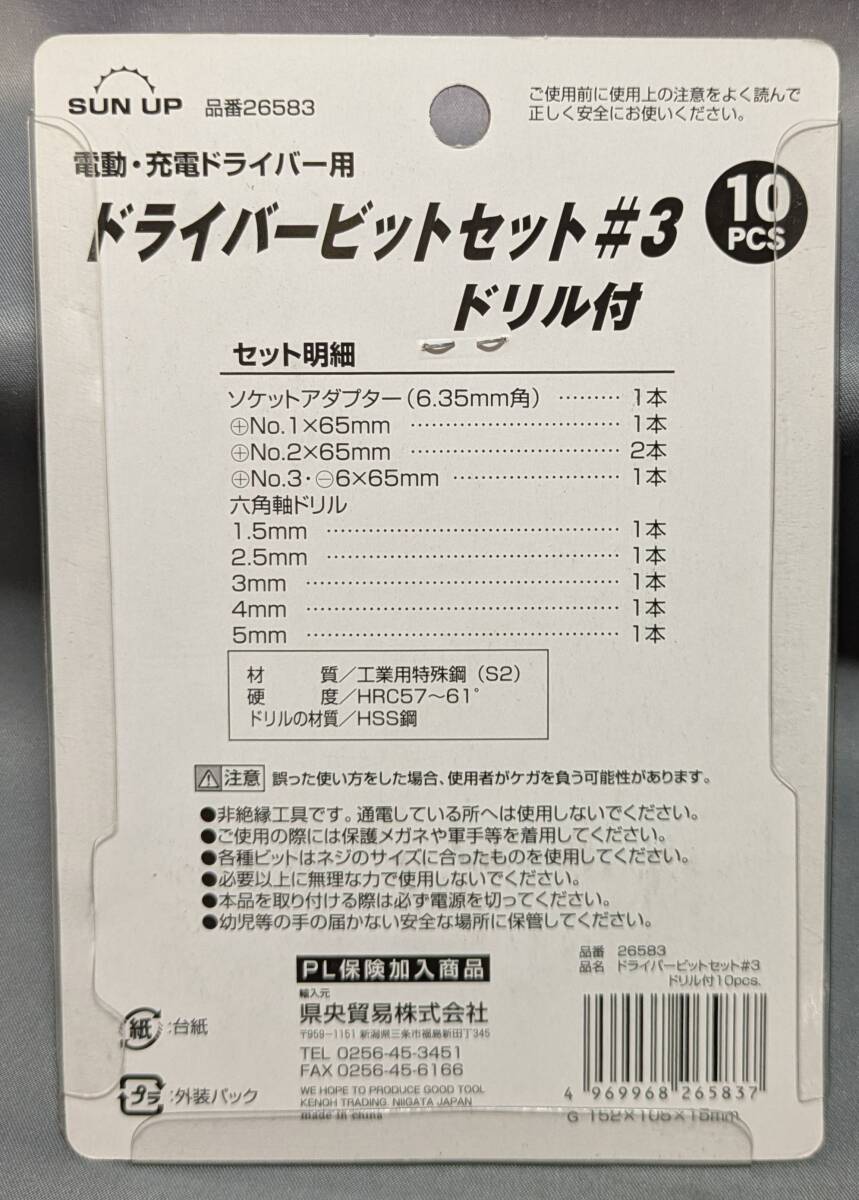 SUN UP 品番26583
ご使用前に使用上の注意をよく読んで
正しく安全にお使いください。
電動・充電ドライバー用
ドライバービットセット#3
10
PCS
ドリル付
セット明細
ソケットアダプター(6.35mm角) ……… 1本
⊕No.1×65mm ………………………… 1本
⊕No.2×65mm ………………………… 2本
⊕No.3・⊖6×65mm …………………… 1本
六角軸ドリル
1.5mm …………………………………… 1本
2.5mm …………………………………… 1本
3mm ……………………………………… 1本
4mm ……………………………………… 1本
5mm ……………………………………… 1本
材 質/工業用特殊鋼(S2)
硬 度/HRC57~61°
ドリルの材質/HSS鋼
⚠注意 誤った使い方をした場合、使用者がケガを負う可能性があります。
●非絶縁工具です。通電している所へは使用しないでください。
●ご使用の際には保護メガネや軍手等を着用してください。
●各種ビットはネジのサイズに合ったものを使用してください。
●必要以上に無理な力で使用しないでください。
●本品を取り付ける際は必ず電源を切ってください。
●幼児等の手の届かない安全な場所に保管してください。
PL保険加入商品
輸入元
県央貿易株式会社
〒959-1151 新潟県三条市福島新田丁345
TEL 0256-45-3451
FAX 0256-45-6166
WE HOPE TO PRODUCE GOOD TOOL
KENOH TRADING. NIIGATA JAPAN
made in china
紙:台紙
プラ:外装パック
品番 26583
品名 ドライバービットセット#3
ドリル付10pcs.
4 969968 265837
G 152×105×15mm